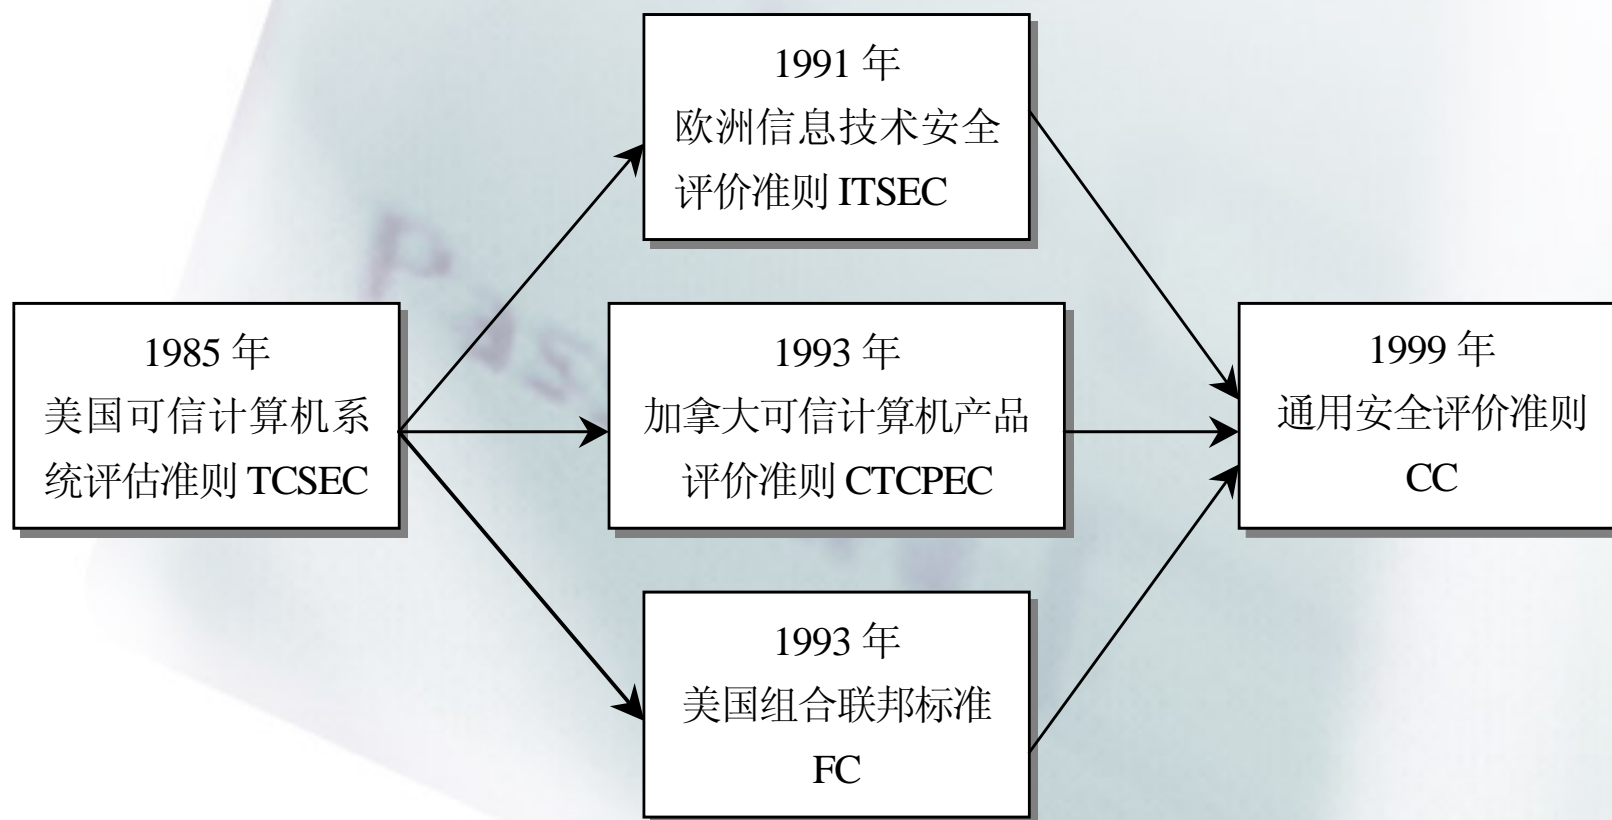 1985 年
美国可信计算机系
统评估准则 TCSEC
1991 年
欧洲信息技术安全
评价准则 ITSEC
1993 年
加拿大可信计算机产品
评价准则 CTCPEC
1993 年
美国组合联邦标准
FC
1999 年
通用安全评价准则
CC